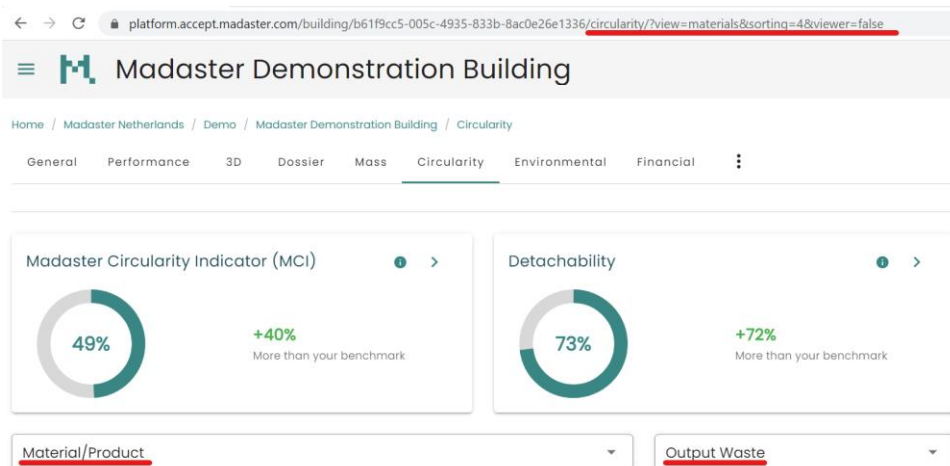 platform.accept.madaster.com/building/b61f9cc5-005c-4935-833b-8ac0e26e1336/circularity/?view=materials&sorting=4&viewer=false
M. Madaster Demonstration Building
Home / Madaster Netherlands / Demo / Madaster Demonstration Building / Circularity
General Performance 3D Dossier Mass Circularity Environmental Financial
Madaster Circularity Indicator (MCI)
49%
+40%
More than your benchmark
Detachability
73%
+72%
More than your benchmark
Material/Product
Output Waste